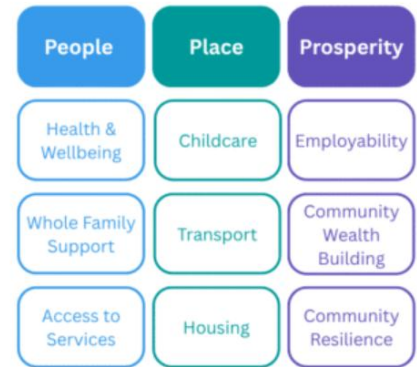 People
Place
Prosperity
Health &
Wellbeing
Childcare
Employability
Whole Family
Support
Transport
Community
Wealth
Building
Access to
Services
Housing
Community
Resilience